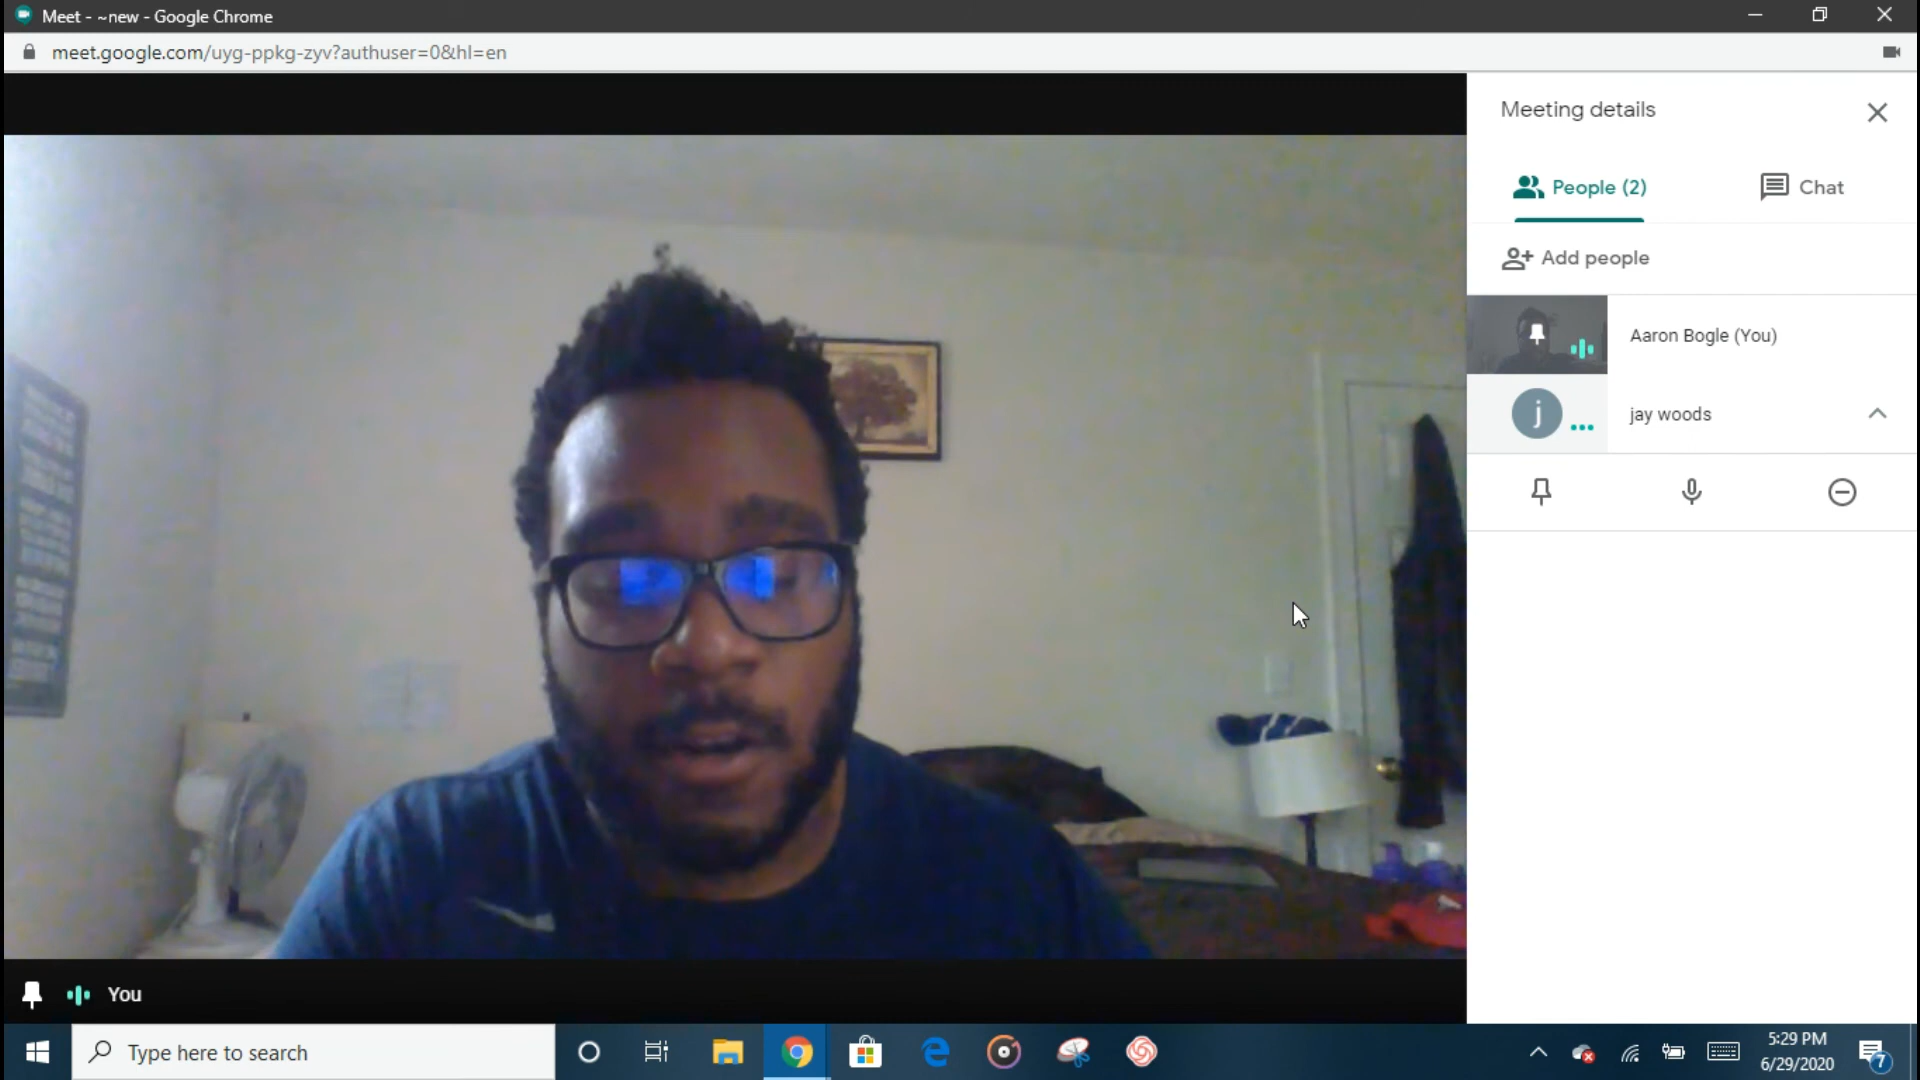 Meet - ~new - Google Chrome
meet.google.com/uyg-ppkg-zyv?authuser=0&hl=en
Meeting details
People (2)
Chat
Add people
Aaron Bogle (You)
j
jay woods
You
Type here to search
5:29 PM
6/29/2020
7